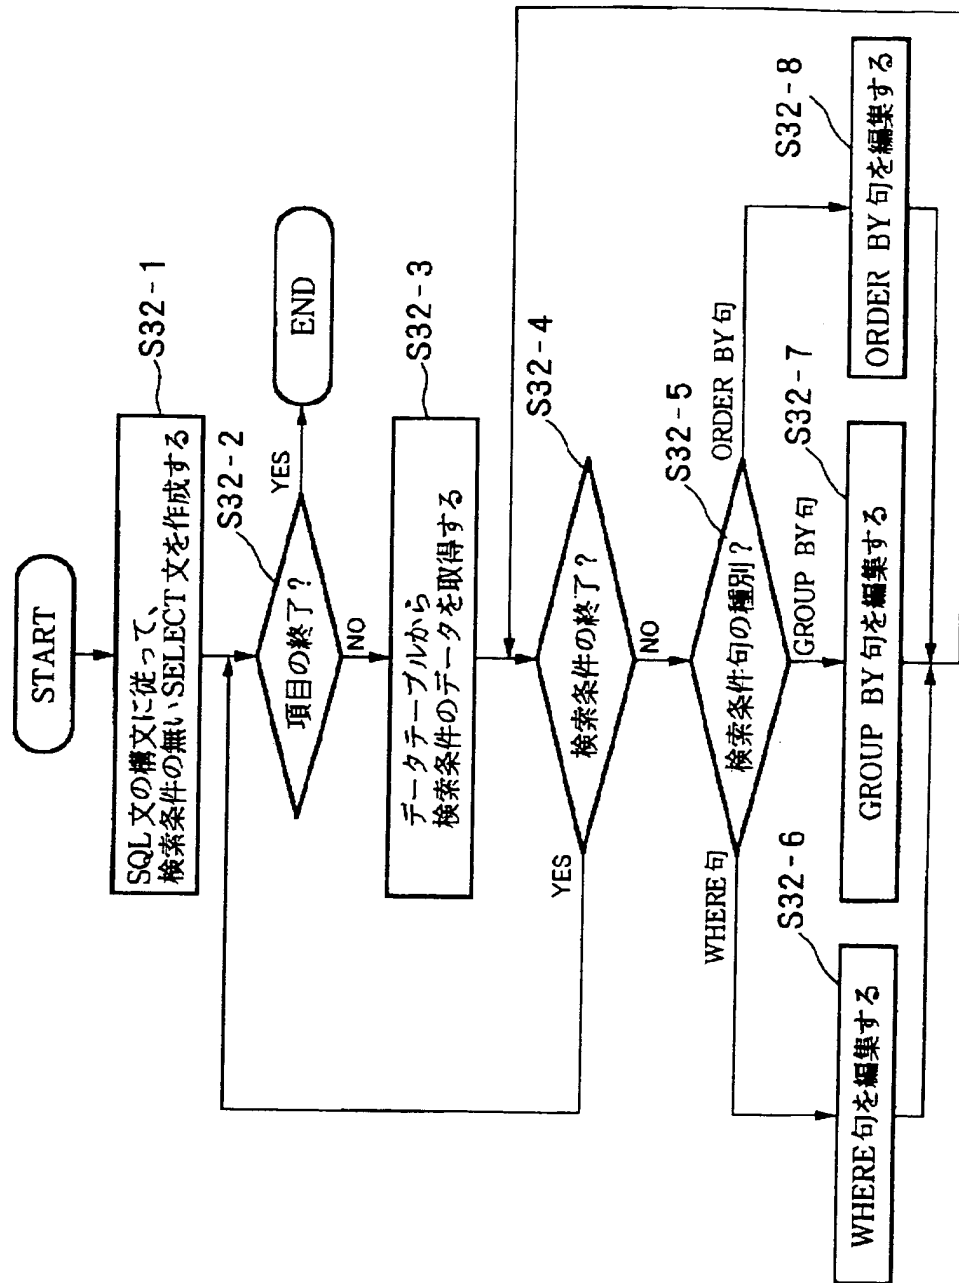 START
S32-1
SQL文の構文に従って、
検索条件の無いSELECT文を作成する
S32-2
項目の終了?
YES
END
NO
S32-3
データテーブルから
検索条件のデータを取得する
S32-4
検索条件の終了?
YES
NO
S32-5
検索条件句の種別?
WHERE句
GROUP BY句
ORDER BY句
S32-6
WHERE句を編集する
S32-7
GROUP BY句を編集する
S32-8
ORDER BY句を編集する